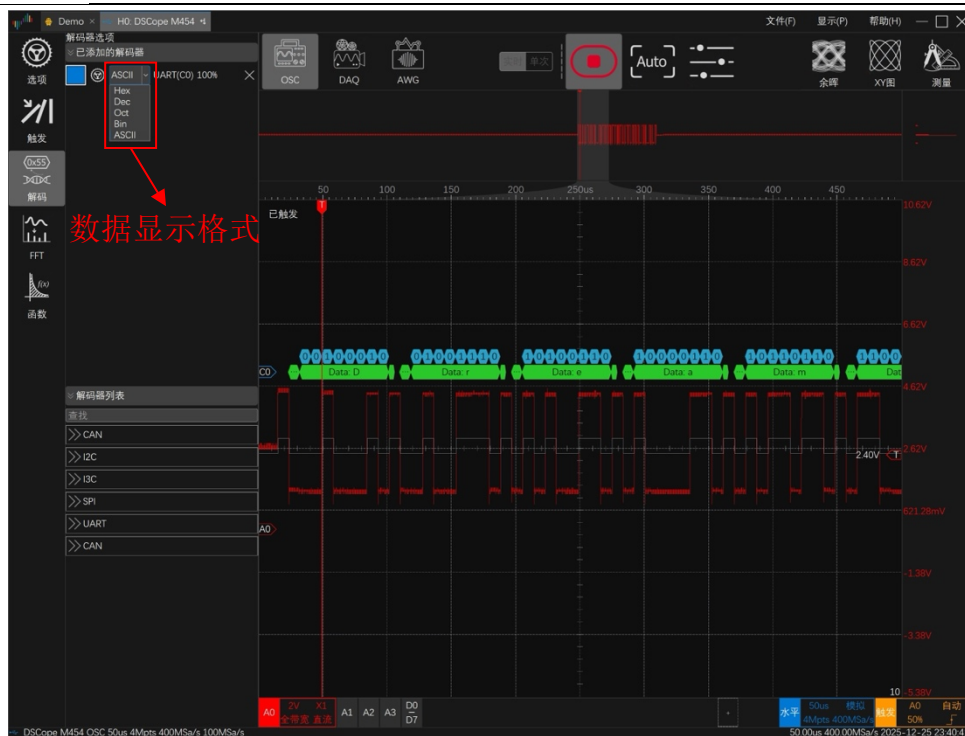 Demo × H0: DSCope M454
文件(F) 显示(P) 帮助(H)
选项
触发
0x55
解码
FFT
f(x)
函数
解码器选项
已添加的解码器
ASCII UART(C0) 100% ×
Hex
Dec
Oct
Bin
ASCII
数据显示格式
解码器列表
查找
CAN
I2C
I3C
SPI
UART
CAN
OSC DAQ AWG
单次
Auto
余晖 XY图 测量
50 100 150 200 250us 300 350 400 450
已触发
T
10.62V
8.62V
6.62V
4.62V
2.62V
621.28mV
-1.38V
-3.38V
-5.38V
2.40V T
10
C0
Data: D Data: r Data: e Data: a Data: m Dat
A0
A0 2V X1
全带宽 直流
A1 A2 A3 D0
D7
水平 50us 模拟
4Mpts 400MSa/s
触发 A0 自动
50%
DSCope M454 OSC 50us 4Mpts 400MSa/s 100MSa/s
50.00us 400.00MSa/s 2025-12-25 23:40:4